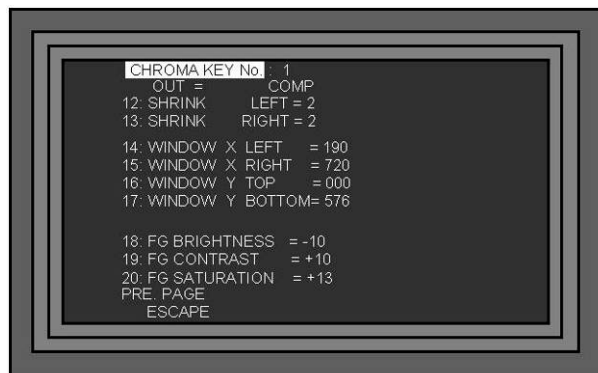 CHROMA KEY No. : 1
OUT = COMP
12: SHRINK LEFT = 2
13: SHRINK RIGHT = 2
14: WINDOW X LEFT = 190
15: WINDOW X RIGHT = 720
16: WINDOW Y TOP = 000
17: WINDOW Y BOTTOM= 576
18: FG BRIGHTNESS = -10
19: FG CONTRAST = +10
20: FG SATURATION = +13
PRE. PAGE
ESCAPE